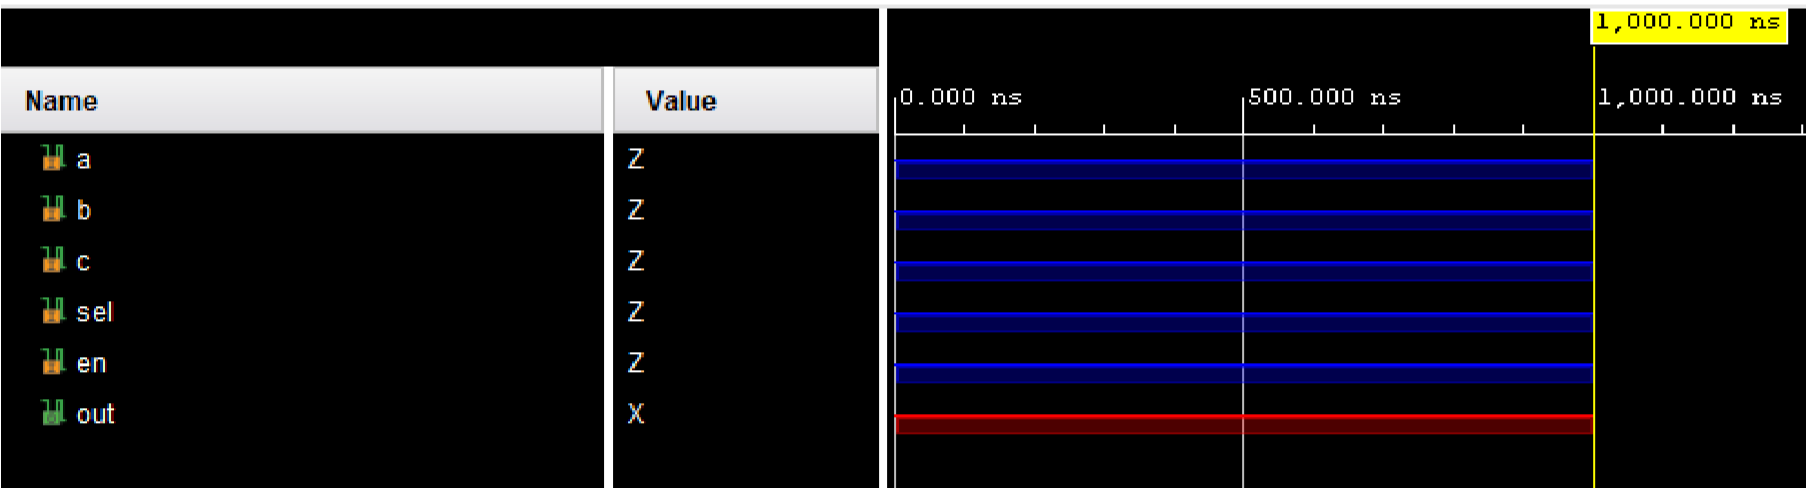 1,000.000 ns
Name Value 0.000 ns 500.000 ns 1,000.000 ns
a Z
b Z
c Z
sel Z
en Z
out X